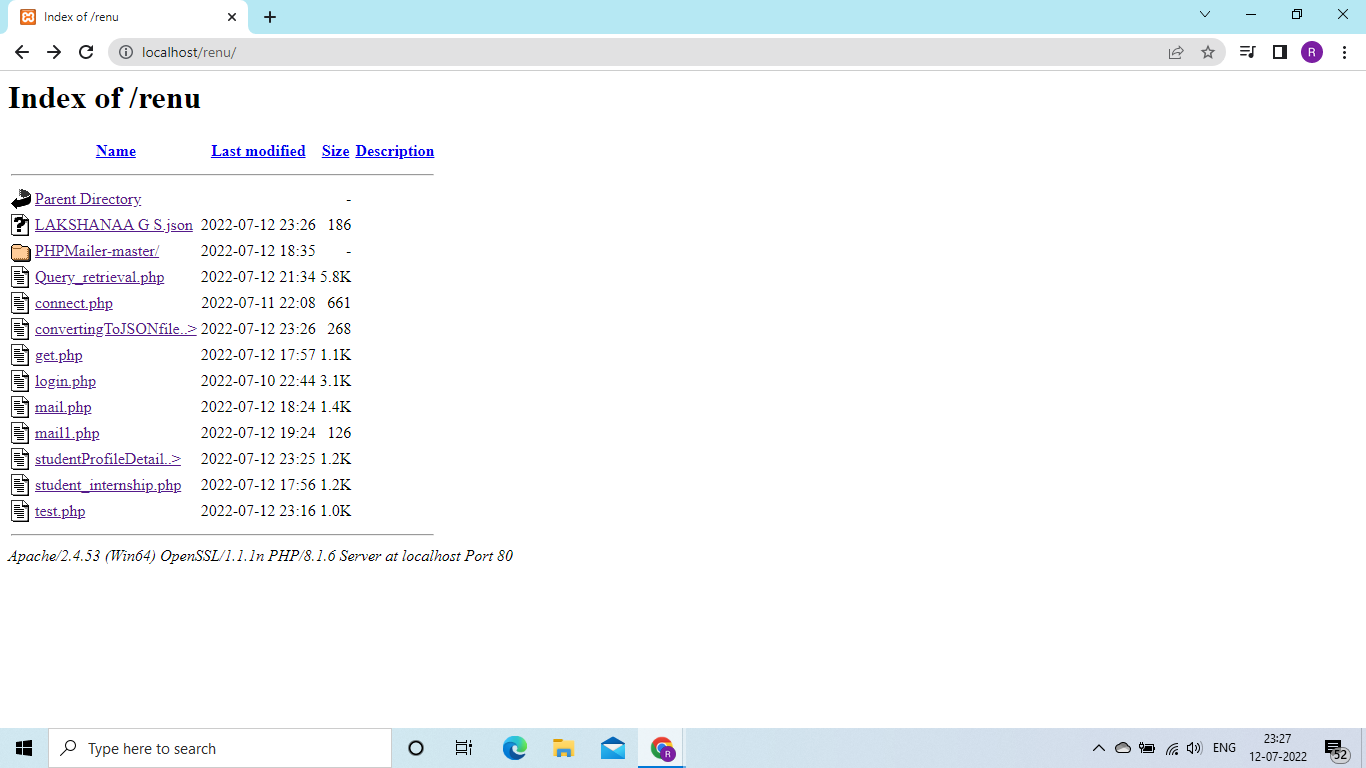 Index of /renu
localhost/renu/
R
Index of /renu
Name Last modified Size Description
Parent Directory -
LAKSHANAA G S.json 2022-07-12 23:26 186
PHPMailer-master/ 2022-07-12 18:35 -
Query_retrieval.php 2022-07-12 21:34 5.8K
connect.php 2022-07-11 22:08 661
convertingToJSONfile..> 2022-07-12 23:26 268
get.php 2022-07-12 17:57 1.1K
login.php 2022-07-10 22:44 3.1K
mail.php 2022-07-12 18:24 1.4K
mail1.php 2022-07-12 19:24 126
studentProfileDetail..> 2022-07-12 23:25 1.2K
student_internship.php 2022-07-12 17:56 1.2K
test.php 2022-07-12 23:16 1.0K
Apache/2.4.53 (Win64) OpenSSL/1.1.1n PHP/8.1.6 Server at localhost Port 80
Type here to search
R
ENG
23:27
12-07-2022
52